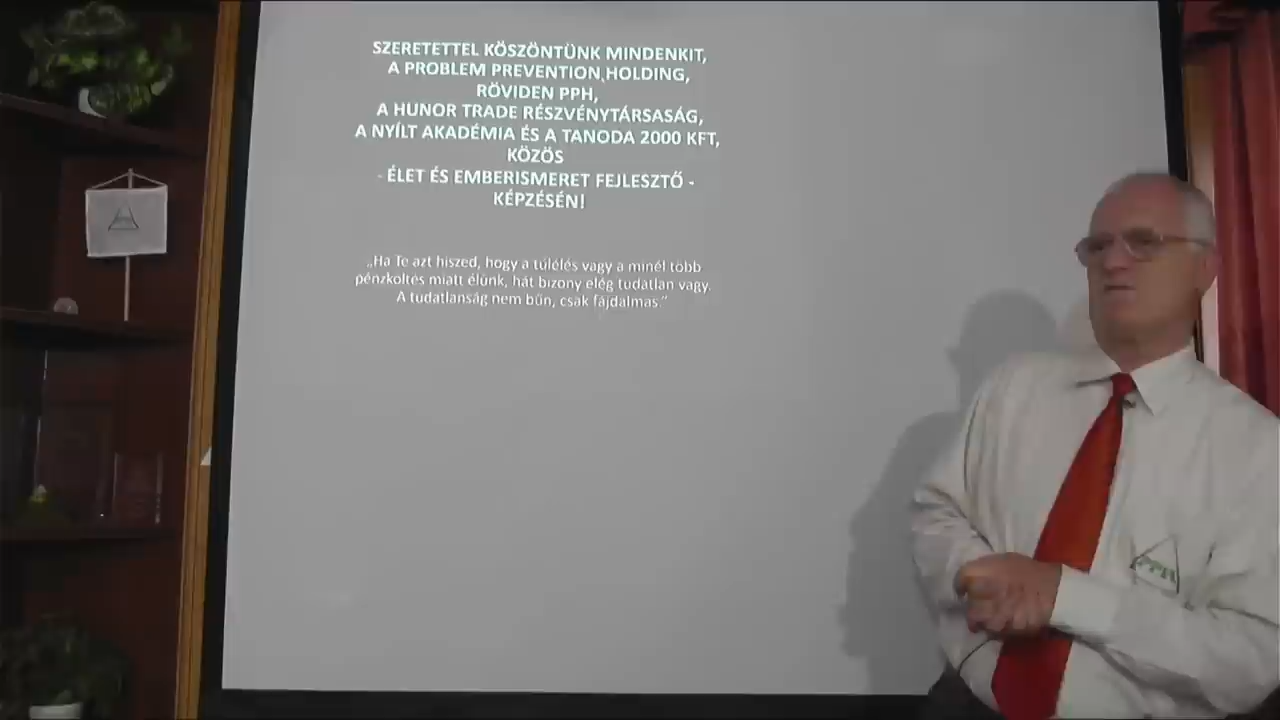 SZERETETTEL KÖSZÖNTÜNK MINDENKIT,
A PROBLEM PREVENTION HOLDING,
RÖVIDEN PPH,
A HUNOR TRADE RÉSZVÉNYTÁRSASÁG,
A NYÍLT AKADÉMIA ÉS A TANODA 2000 KFT,
KÖZÖS
- ÉLET ÉS EMBERISMERET FEJLESZTŐ -
KÉPZÉSÉN!
„Ha Te azt hiszed, hogy a túlélés vagy a minél több
pénzköltés miatt élünk, hát bizony elég tudatlan vagy.
A tudatlanság nem bűn, csak fájdalmas.”
PPH